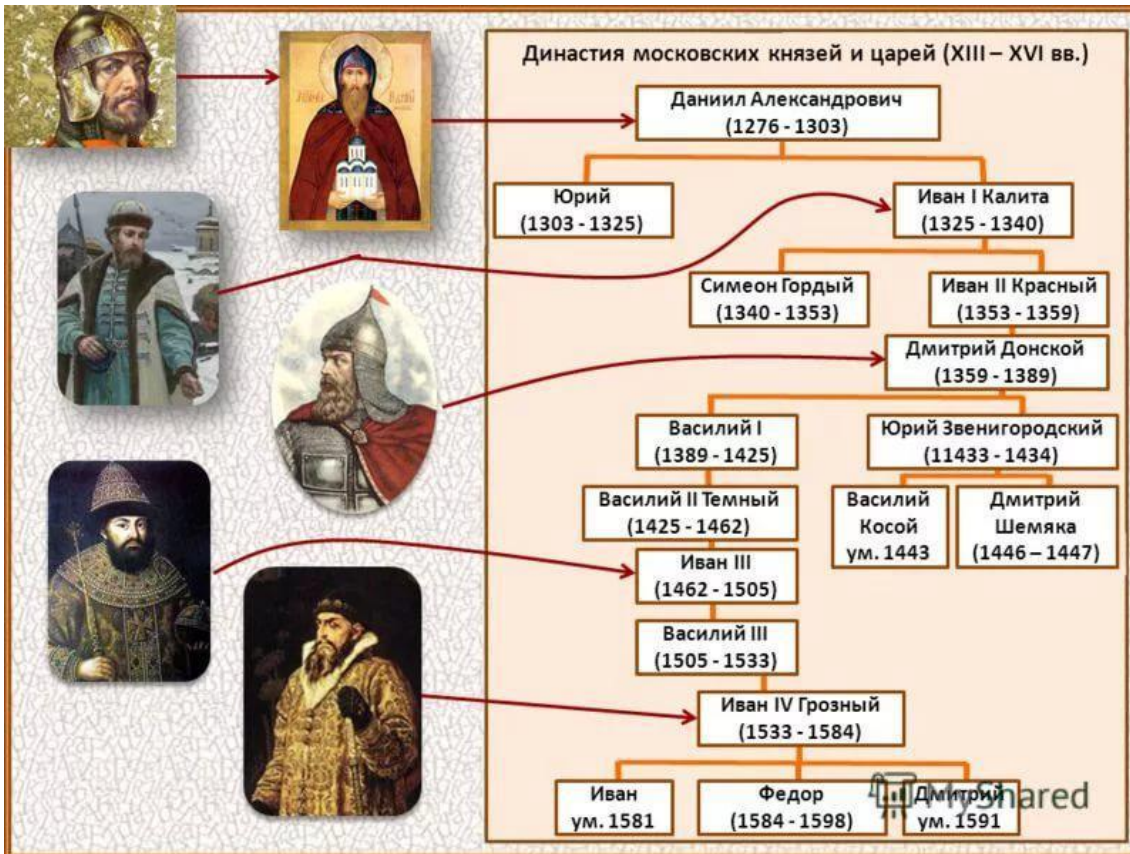 Династия московских князей и царей (XIII – XVI вв.)
Даниил Александрович
(1276 - 1303)
Юрий
(1303 - 1325)
Иван I Калита
(1325 - 1340)
Симеон Гордый
(1340 - 1353)
Иван II Красный
(1353 - 1359)
Дмитрий Донской
(1359 - 1389)
Василий I
(1389 - 1425)
Юрий Звенигородский
(11433 - 1434)
Василий II Темный
(1425 - 1462)
Василий
Косой
ум. 1443
Дмитрий
Шемяка
(1446 – 1447)
Иван III
(1462 - 1505)
Василий III
(1505 - 1533)
Иван IV Грозный
(1533 - 1584)
Иван
ум. 1581
Федор
(1584 - 1598)
Дмитрий
ум. 1591
MyShared